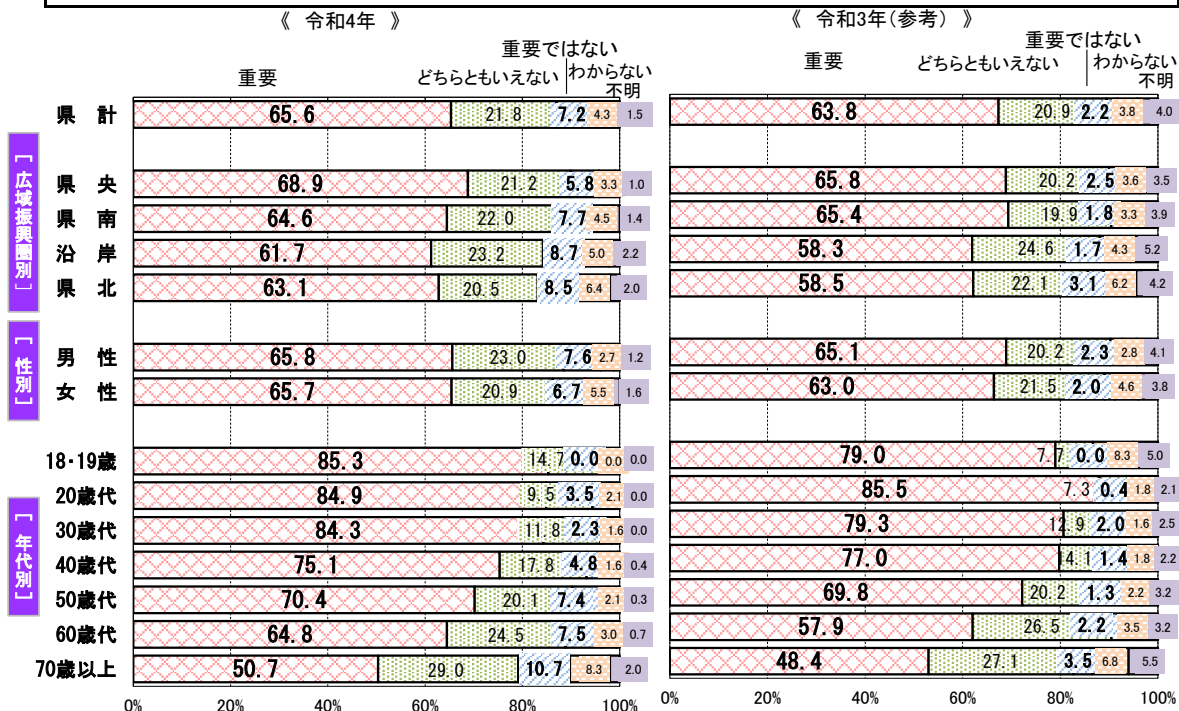 《 令和4年 》
《 令和3年(参考) 》
重要
どちらともいえない
重要ではない
わからない
不明
重要
どちらともいえない
重要ではない
わからない
不明
県 計 65.6 21.8 7.2 4.3 1.5 63.8 20.9 2.2 3.8 4.0
[広域振興圏別]
県 央 68.9 21.2 5.8 3.3 1.0 65.8 20.2 2.5 3.6 3.5
県 南 64.6 22.0 7.7 4.5 1.4 65.4 19.9 1.8 3.3 3.9
沿 岸 61.7 23.2 8.7 5.0 2.2 58.3 24.6 1.7 4.3 5.2
県 北 63.1 20.5 8.5 6.4 2.0 58.5 22.1 3.1 6.2 4.2
[性別]
男 性 65.8 23.0 7.6 2.7 1.2 65.1 20.2 2.3 2.8 4.1
女 性 65.7 20.9 6.7 5.5 1.6 63.0 21.5 2.0 4.6 3.8
[年代別]
18・19歳 85.3 14.7 0.0 0.0 0.0 79.0 7.7 0.0 8.3 5.0
20歳代 84.9 9.5 3.5 2.1 0.0 85.5 7.3 0.4 1.8 2.1
30歳代 84.3 11.8 2.3 1.6 0.0 79.3 12.9 2.0 1.6 2.5
40歳代 75.1 17.8 4.8 1.6 0.4 77.0 14.1 1.4 1.8 2.2
50歳代 70.4 20.1 7.4 2.1 0.3 69.8 20.2 1.3 2.2 3.2
60歳代 64.8 24.5 7.5 3.0 0.7 57.9 26.5 2.2 3.5 3.2
70歳以上 50.7 29.0 10.7 8.3 2.0 48.4 27.1 3.5 6.8 5.5
0% 20% 40% 60% 80% 100%
0% 20% 40% 60% 80% 100%